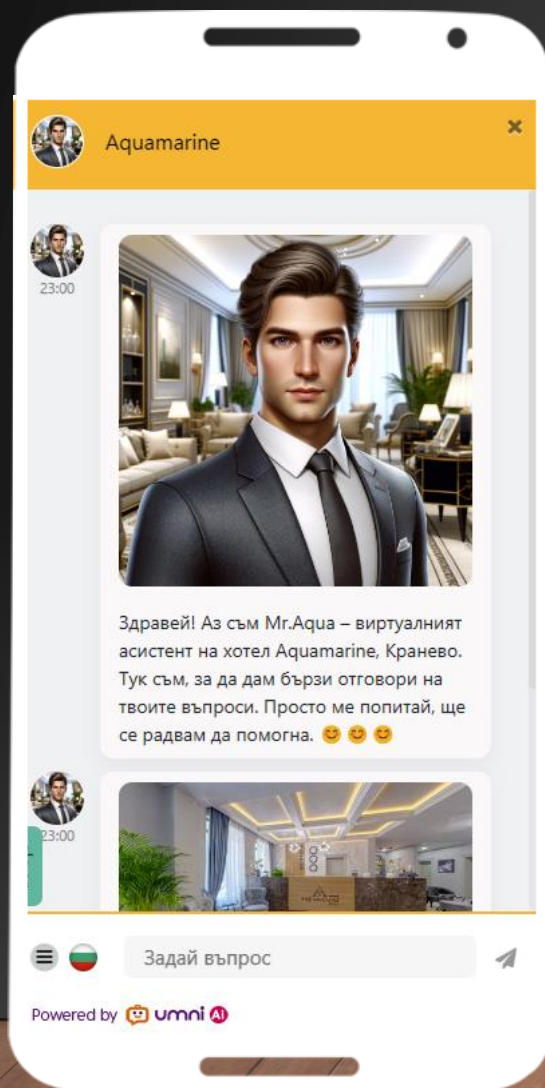 Aquamarine
23:00
Здравей! Аз съм Mr.Aqua – виртуалният
асистент на хотел Aquamarine, Кранево.
Тук съм, за да дам бързи отговори на
твоите въпроси. Просто ме попитай, ще
се радвам да помогна. 😊 😊 😊
23:00
Задай въпрос
Powered by umni AI